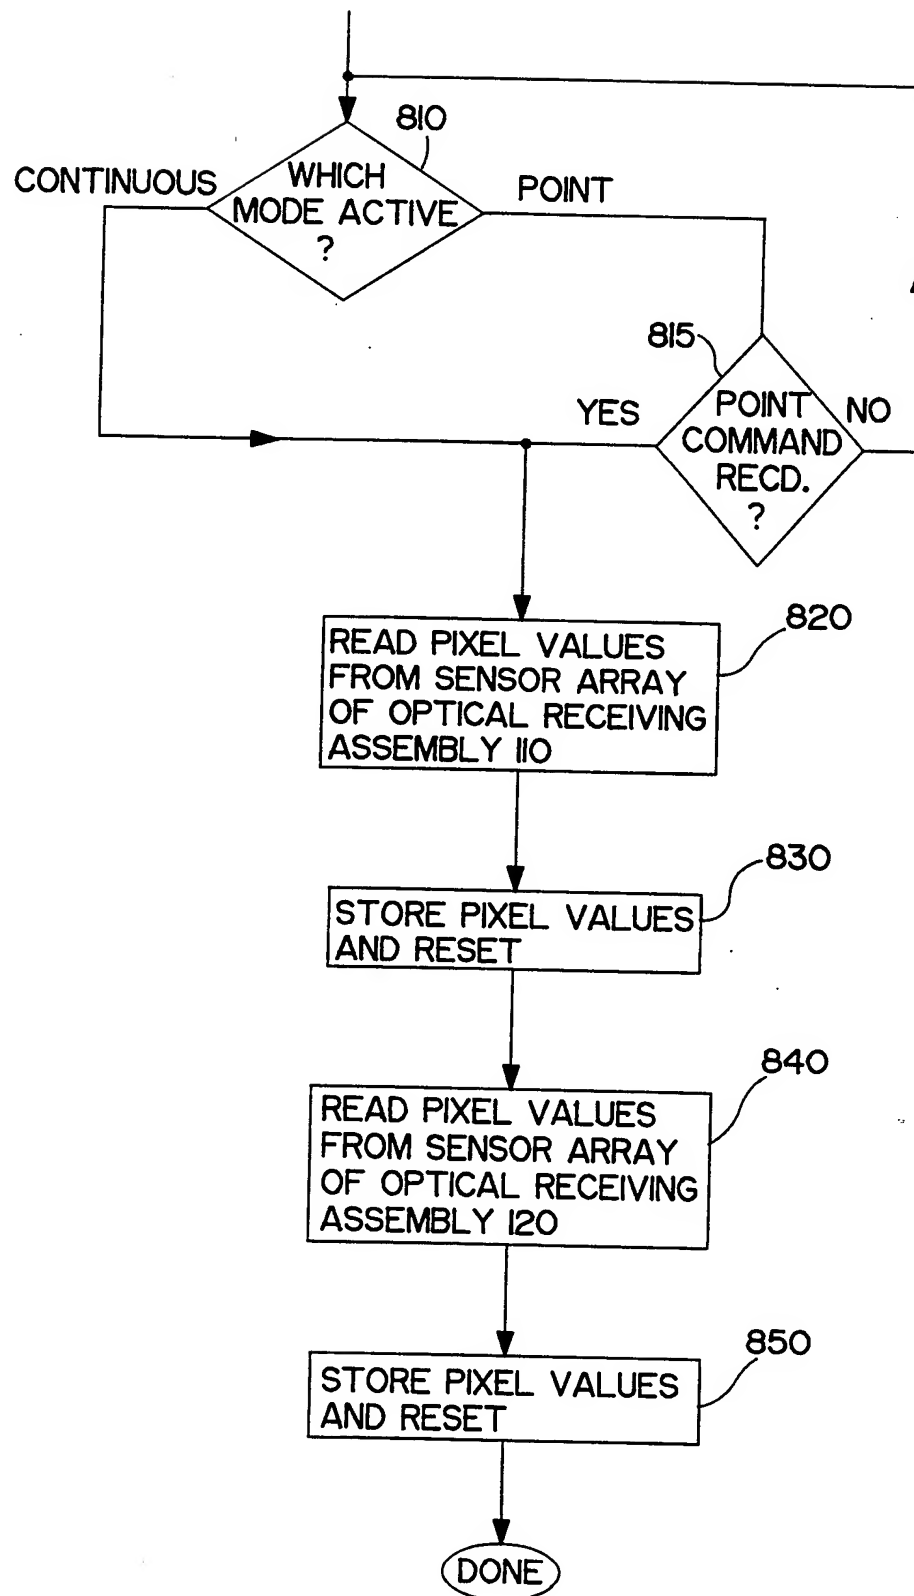 810
CONTINUOUS
WHICH
MODE ACTIVE
?
POINT
815
YES
POINT
COMMAND
RECD.
?
NO
820
READ PIXEL VALUES
FROM SENSOR ARRAY
OF OPTICAL RECEIVING
ASSEMBLY 110
830
STORE PIXEL VALUES
AND RESET
840
READ PIXEL VALUES
FROM SENSOR ARRAY
OF OPTICAL RECEIVING
ASSEMBLY 120
850
STORE PIXEL VALUES
AND RESET
DONE